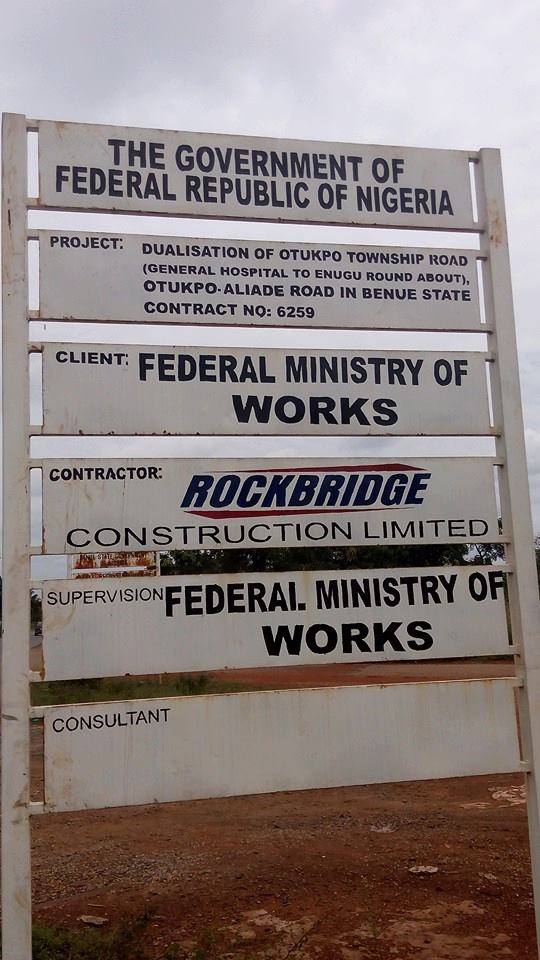 THE GOVERNMENT OF
FEDERAL REPUBLIC OF NIGERIA
PROJECT: DUALISATION OF OTUKPO TOWNSHIP ROAD
(GENERAL HOSPITAL TO ENUGU ROUND ABOUT),
OTUKPO-ALIADE ROAD IN BENUE STATE
CONTRACT NO: 6259
CLIENT: FEDERAL MINISTRY OF
WORKS
CONTRACTOR: ROCKBRIDGE
CONSTRUCTION LIMITED
SUPERVISION FEDERAL MINISTRY OF
WORKS
CONSULTANT